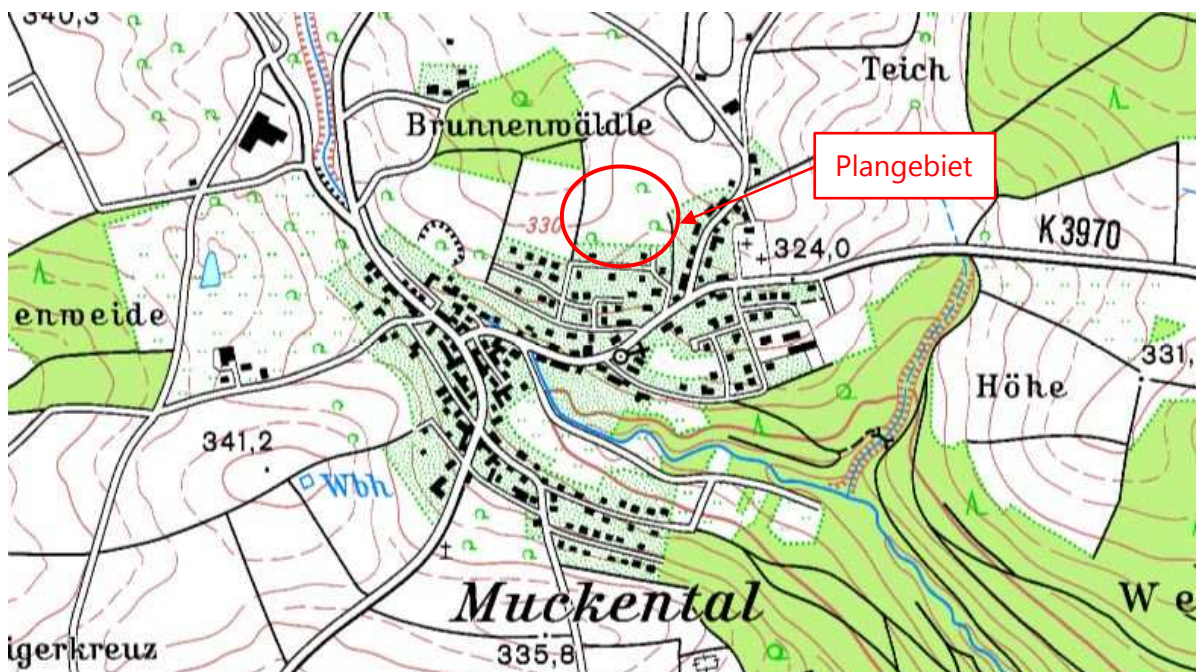 340,3
Teich
Brunnenwäldle
Plangebiet
330
K 3970
324,0
enweide
331,
Höhe
341,2
Wbh
Muckental
We
igerkreuz
335,8